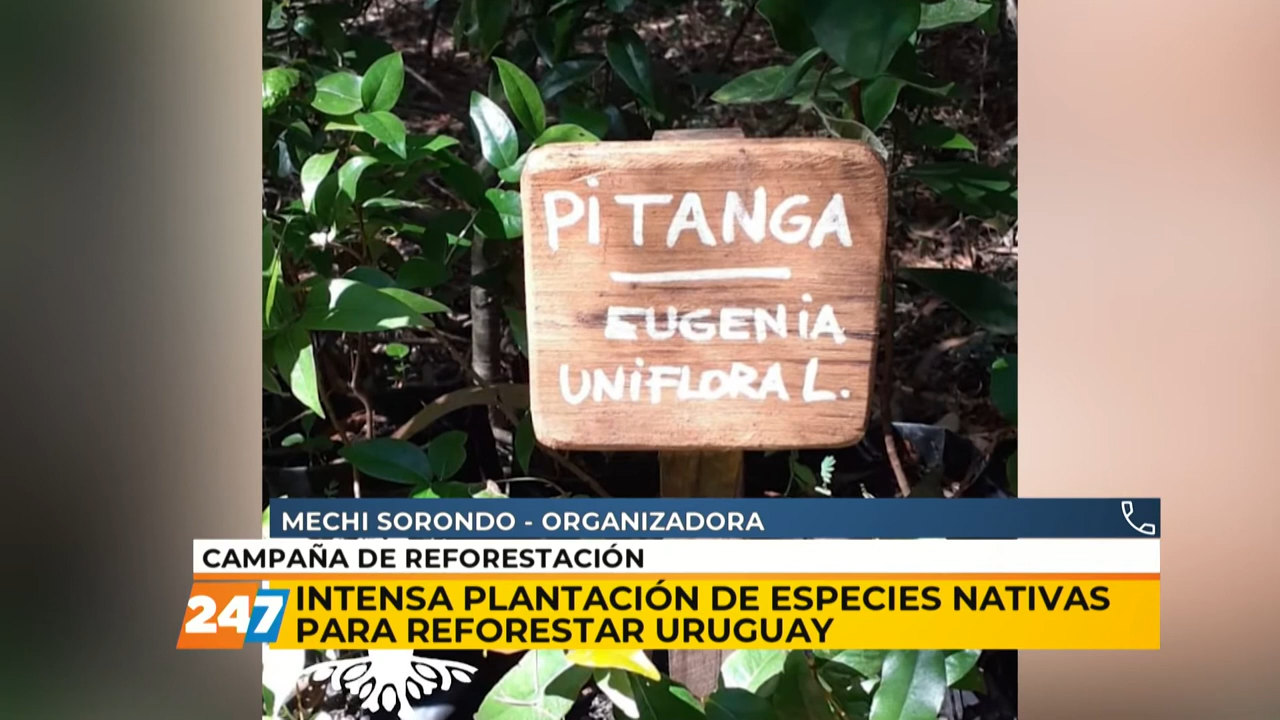 PiTANGA
EUGENiA
UNiFLORA L.
MECHI SORONDO - ORGANIZADORA
CAMPAÑA DE REFORESTACIÓN
247
INTENSA PLANTACIÓN DE ESPECIES NATIVAS
PARA REFORESTAR URUGUAY